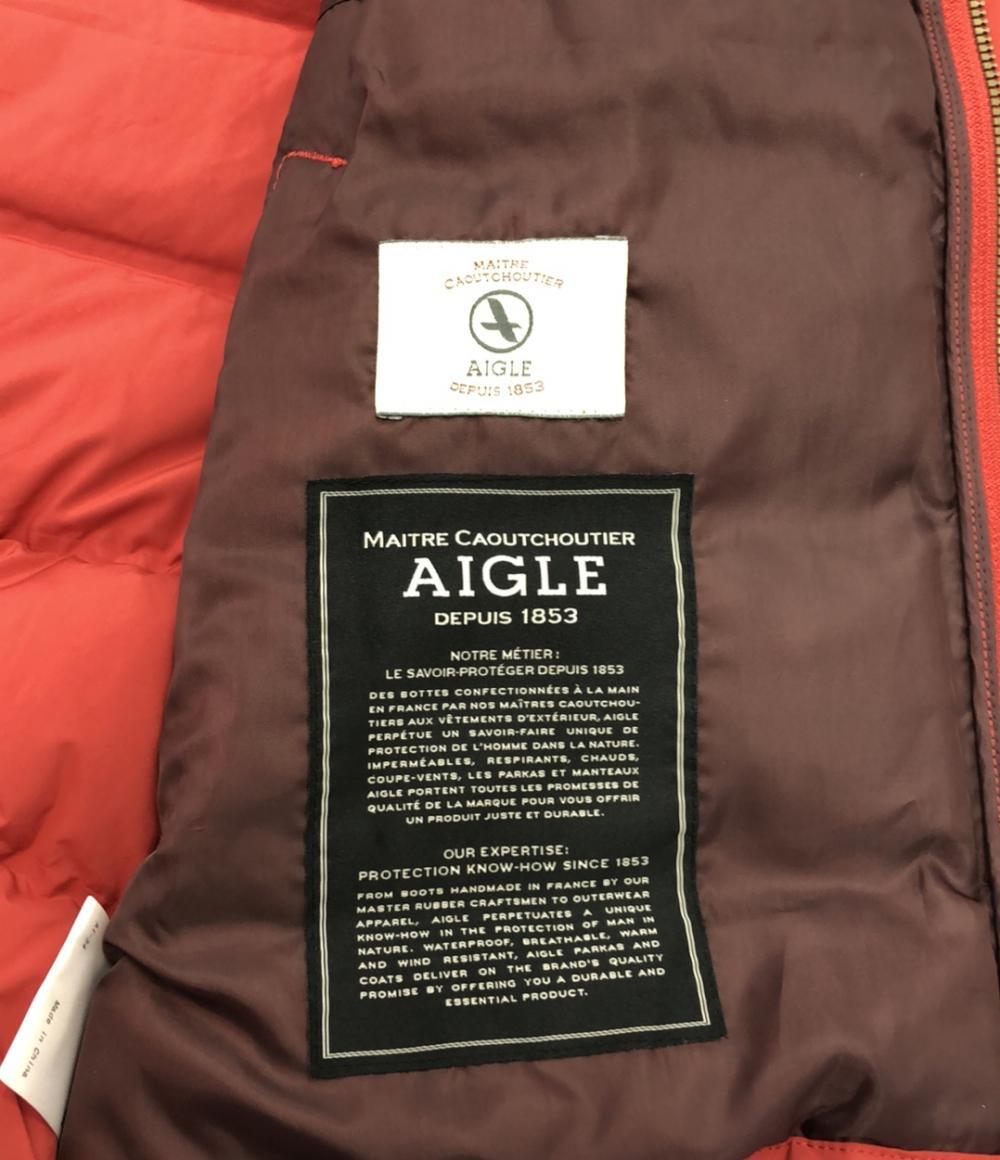 MAITRE
CAOUTCHOUTIER
AIGLE
DEPUIS 1853
MAITRE CAOUTCHOUTIER
AIGLE
DEPUIS 1853
NOTRE MÉTIER:
LE SAVOIR-PROTÉGER DEPUIS 1853
DES BOTTES CONFECTIONNÉES À LA MAIN
EN FRANCE PAR NOS MAÎTRES CAOUTCHOU-
TIERS AUX VÊTEMENTS D'EXTÉRIEUR, AIGLE
PERPÉTUE UN SAVOIR-FAIRE UNIQUE DE
PROTECTION DE L'HOMME DANS LA NATURE.
IMPERMÉABLES, RESPIRANTS, CHAUDS,
COUPE-VENTS, LES PARKAS ET MANTEAUX
AIGLE PORTENT TOUTES LES PROMESSES DE
QUALITÉ DE LA MARQUE POUR VOUS OFFRIR
UN PRODUIT JUSTE ET DURABLE.
OUR EXPERTISE:
PROTECTION KNOW-HOW SINCE 1853
FROM BOOTS HANDMADE IN FRANCE BY OUR
MASTER RUBBER CRAFTSMEN TO OUTERWEAR
APPAREL, AIGLE PERPETUATES A UNIQUE
KNOW-HOW IN THE PROTECTION OF MAN IN
NATURE. WATERPROOF, BREATHABLE, WARM
AND WIND RESISTANT, AIGLE PARKAS AND
COATS DELIVER ON THE BRAND'S QUALITY
PROMISE BY OFFERING YOU A DURABLE AND
ESSENTIAL PRODUCT.
Made in China